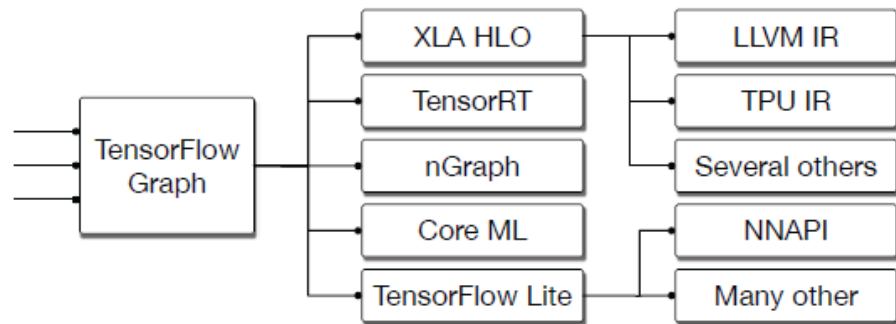 XLA HLO
LLVM IR
TensorRT
TPU IR
TensorFlow
Graph
nGraph
Several others
Core ML
NNAPI
TensorFlow Lite
Many other